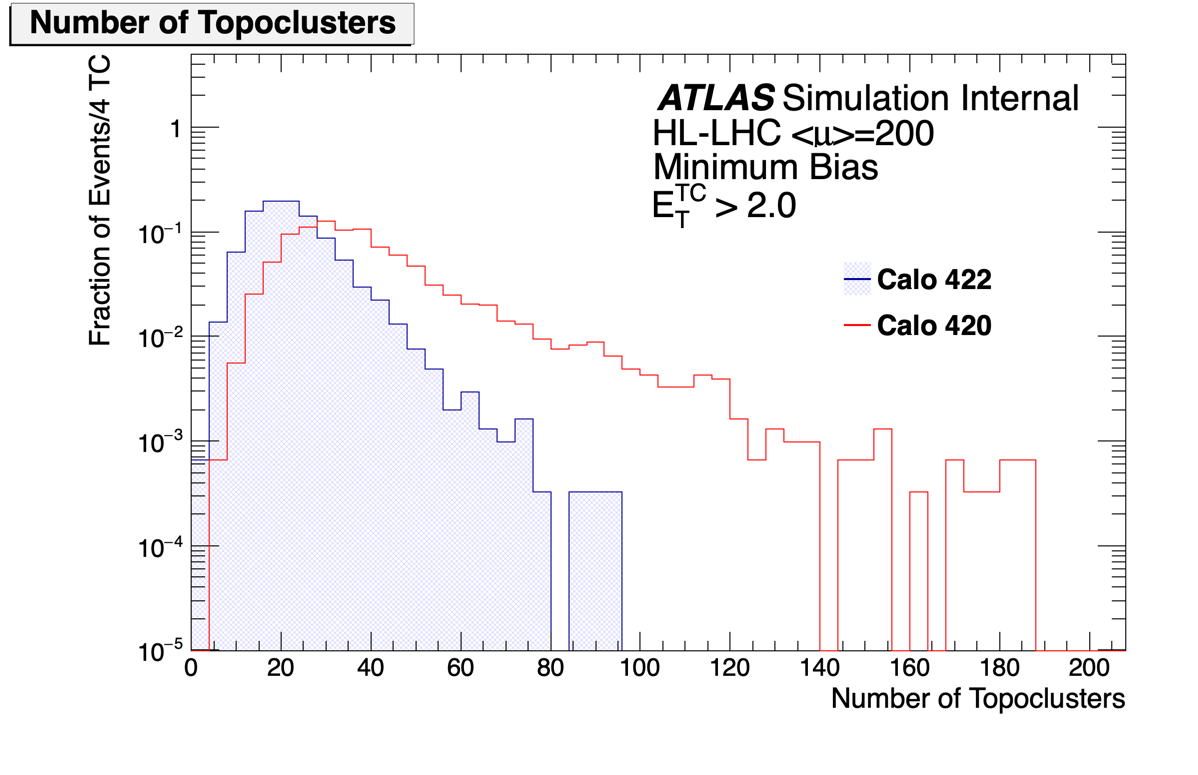 Number of Topoclusters
Fraction of Events/4 TC
ATLAS Simulation Internal
HL-LHC <μ>=200
Minimum Bias
E_T^TC > 2.0
Calo 422
Calo 420
1
10⁻¹
10⁻²
10⁻³
10⁻⁴
10⁻⁵
0 20 40 60 80 100 120 140 160 180 200
Number of Topoclusters